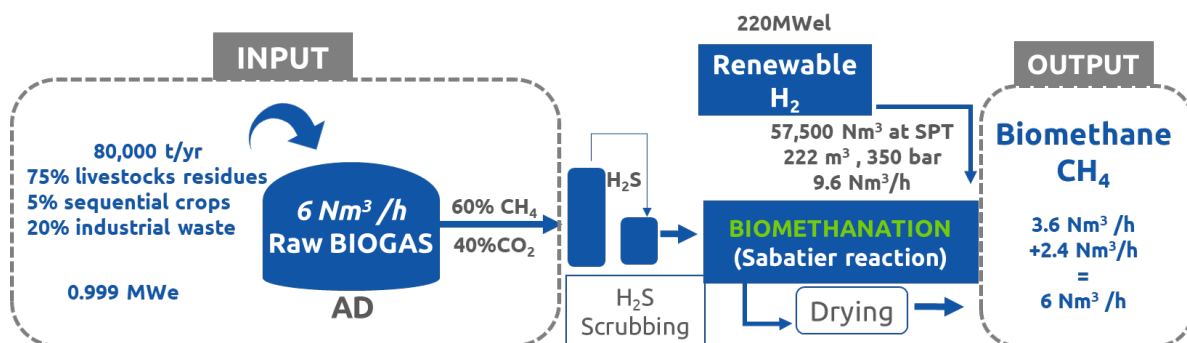 INPUT
80,000 t/yr
75% livestocks residues
5% sequential crops
20% industrial waste
0.999 MWe
6 Nm³ /h
Raw BIOGAS
AD
60% CH₄
40%CO₂
H₂S
H₂S
Scrubbing
220MWel
Renewable
H₂
57,500 Nm³ at SPT
222 m³ , 350 bar
9.6 Nm³/h
BIOMETHANATION
(Sabatier reaction)
Drying
OUTPUT
Biomethane
CH₄
3.6 Nm³ /h
+2.4 Nm³/h
=
6 Nm³ /h